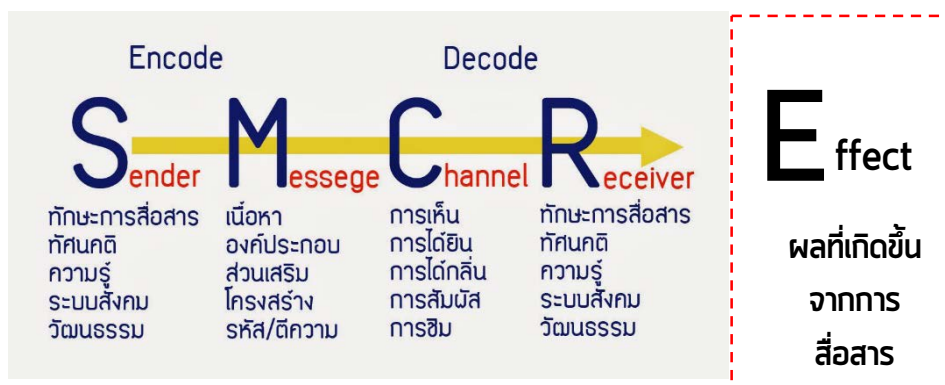 Encode Decode
Sender Messege Channel Receiver
ทักษะการสื่อสาร
ทัศนคติ
ความรู้
ระบบสังคม
วัฒนธรรม
เนื้อหา
องค์ประกอบ
ส่วนเสริม
โครงสร้าง
รหัส/ตีความ
การเห็น
การได้ยิน
การได้กลิ่น
การสัมผัส
การชิม
ทักษะการสื่อสาร
ทัศนคติ
ความรู้
ระบบสังคม
วัฒนธรรม
Effect
ผลที่เกิดขึ้น
จากการ
สื่อสาร